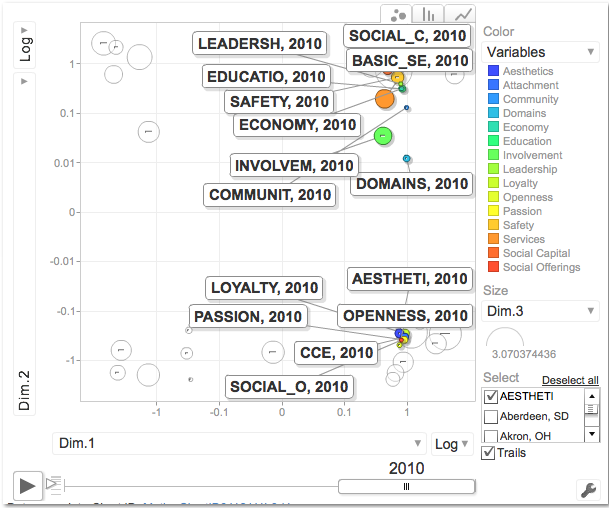 Color
Variables
Aesthetics
Attachment
Community
Domains
Economy
Education
Involvement
Leadership
Loyalty
Openness
Passion
Safety
Services
Social Capital
Social Offerings
Size
Dim.3
3.070374436
Select
Deselect all
AESTHETI
Aberdeen, SD
Akron, OH
Trails
Log
Dim.2
1
0.1
0.01
0
-0.01
-0.1
-1
LEADERSH, 2010
SOCIAL_C, 2010
BASIC_SE, 2010
EDUCATIO, 2010
SAFETY, 2010
ECONOMY, 2010
INVOLVEM, 2010
COMMUNIT, 2010
DOMAINS, 2010
AESTHETI, 2010
LOYALTY, 2010
PASSION, 2010
OPENNESS, 2010
CCE, 2010
SOCIAL_O, 2010
-1
-0.1
0
0.1
1
Dim.1
Log
2010